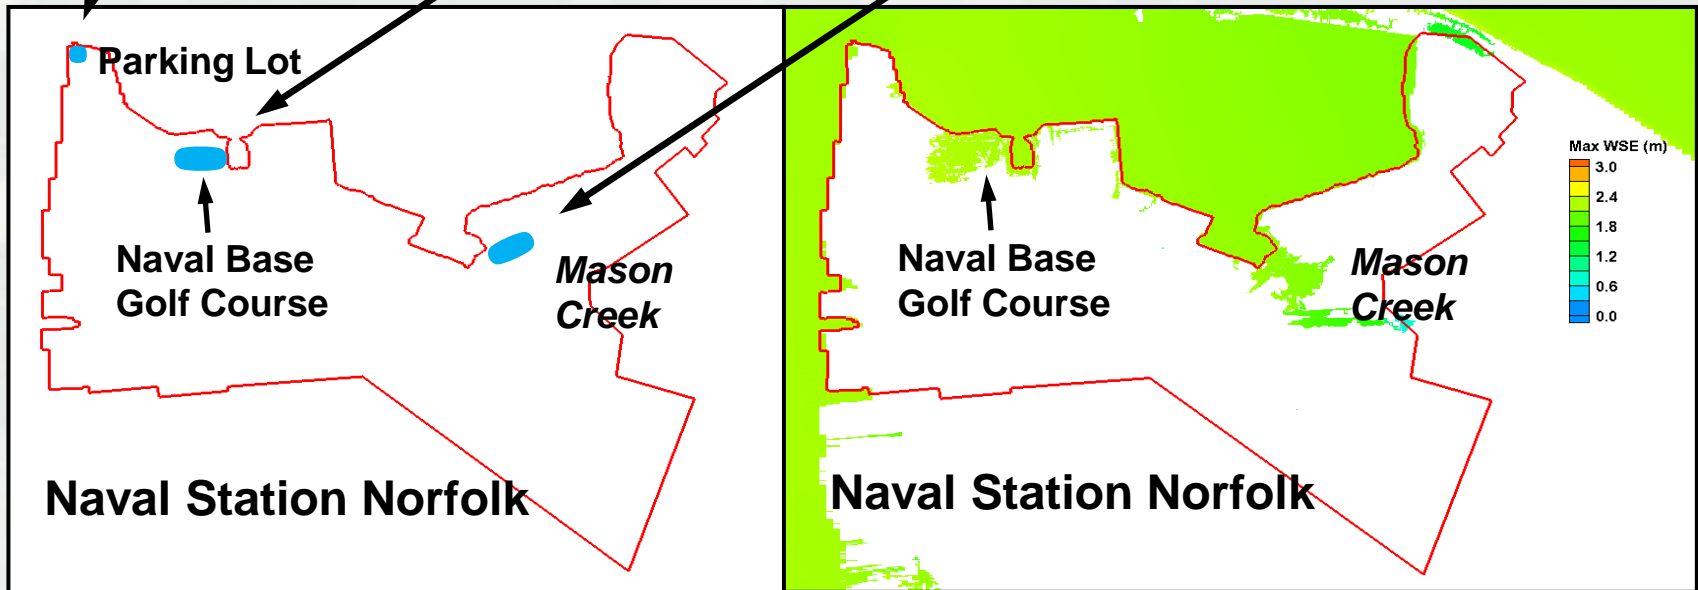 Parking Lot
Naval Base
Golf Course
Mason
Creek
Naval Station Norfolk
Naval Base
Golf Course
Mason
Creek
Naval Station Norfolk
Max WSE (m)
3.0
2.4
1.8
1.2
0.6
0.0